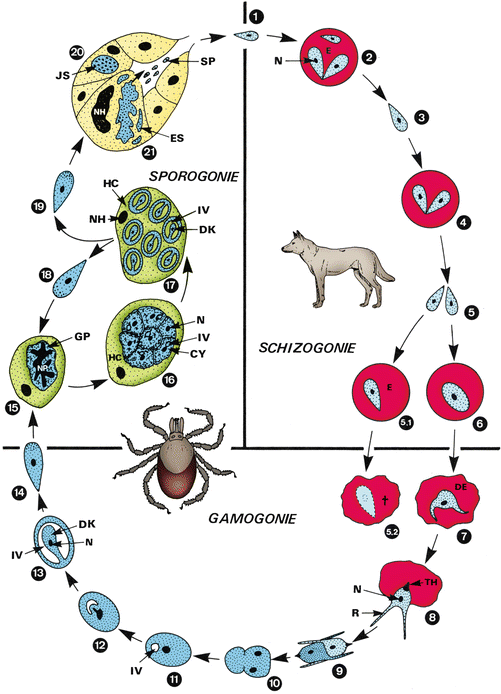 1
2
N
E
3
4
5
SCHIZOGONIE
E
5.1
6
†
5.2
DE
7
TH
N
R
8
9
10
11
IV
12
DK
IV
N
13
14
GAMOGONIE
15
GP
NP
16
HC
N
IV
CY
17
HC
NH
IV
DK
18
19
SPOROGONIE
20
JS
NH
SP
ES
21